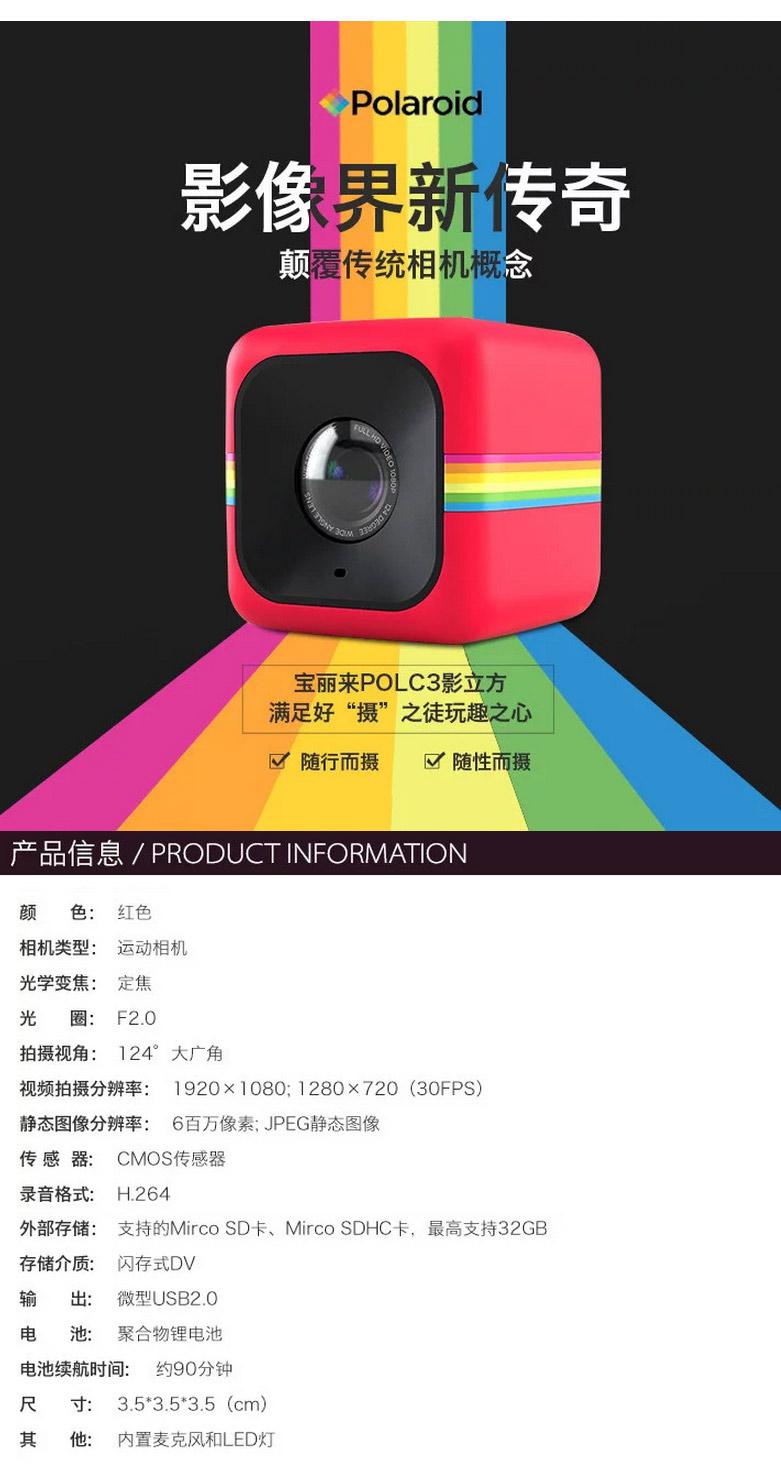 Polaroid
影像界新传奇
颠覆传统相机概念
FULL HD VIDEO 1080P
124 DEGREE WIDE ANGLE LENS
宝丽来POLC3影立方
满足好“摄”之徒玩趣之心
随行而摄 随性而摄
产品信息 / PRODUCT INFORMATION
颜 色： 红色
相机类型： 运动相机
光学变焦： 定焦
光 圈： F2.0
拍摄视角： 124°大广角
视频拍摄分辨率： 1920×1080; 1280×720（30FPS）
静态图像分辨率： 6百万像素; JPEG静态图像
传 感 器: CMOS传感器
录音格式: H.264
外部存储： 支持的Mirco SD卡、Mirco SDHC卡，最高支持32GB
存储介质: 闪存式DV
输 出: 微型USB2.0
电 池: 聚合物锂电池
电池续航时间: 约90分钟
尺 寸: 3.5*3.5*3.5（cm）
其 他: 内置麦克风和LED灯